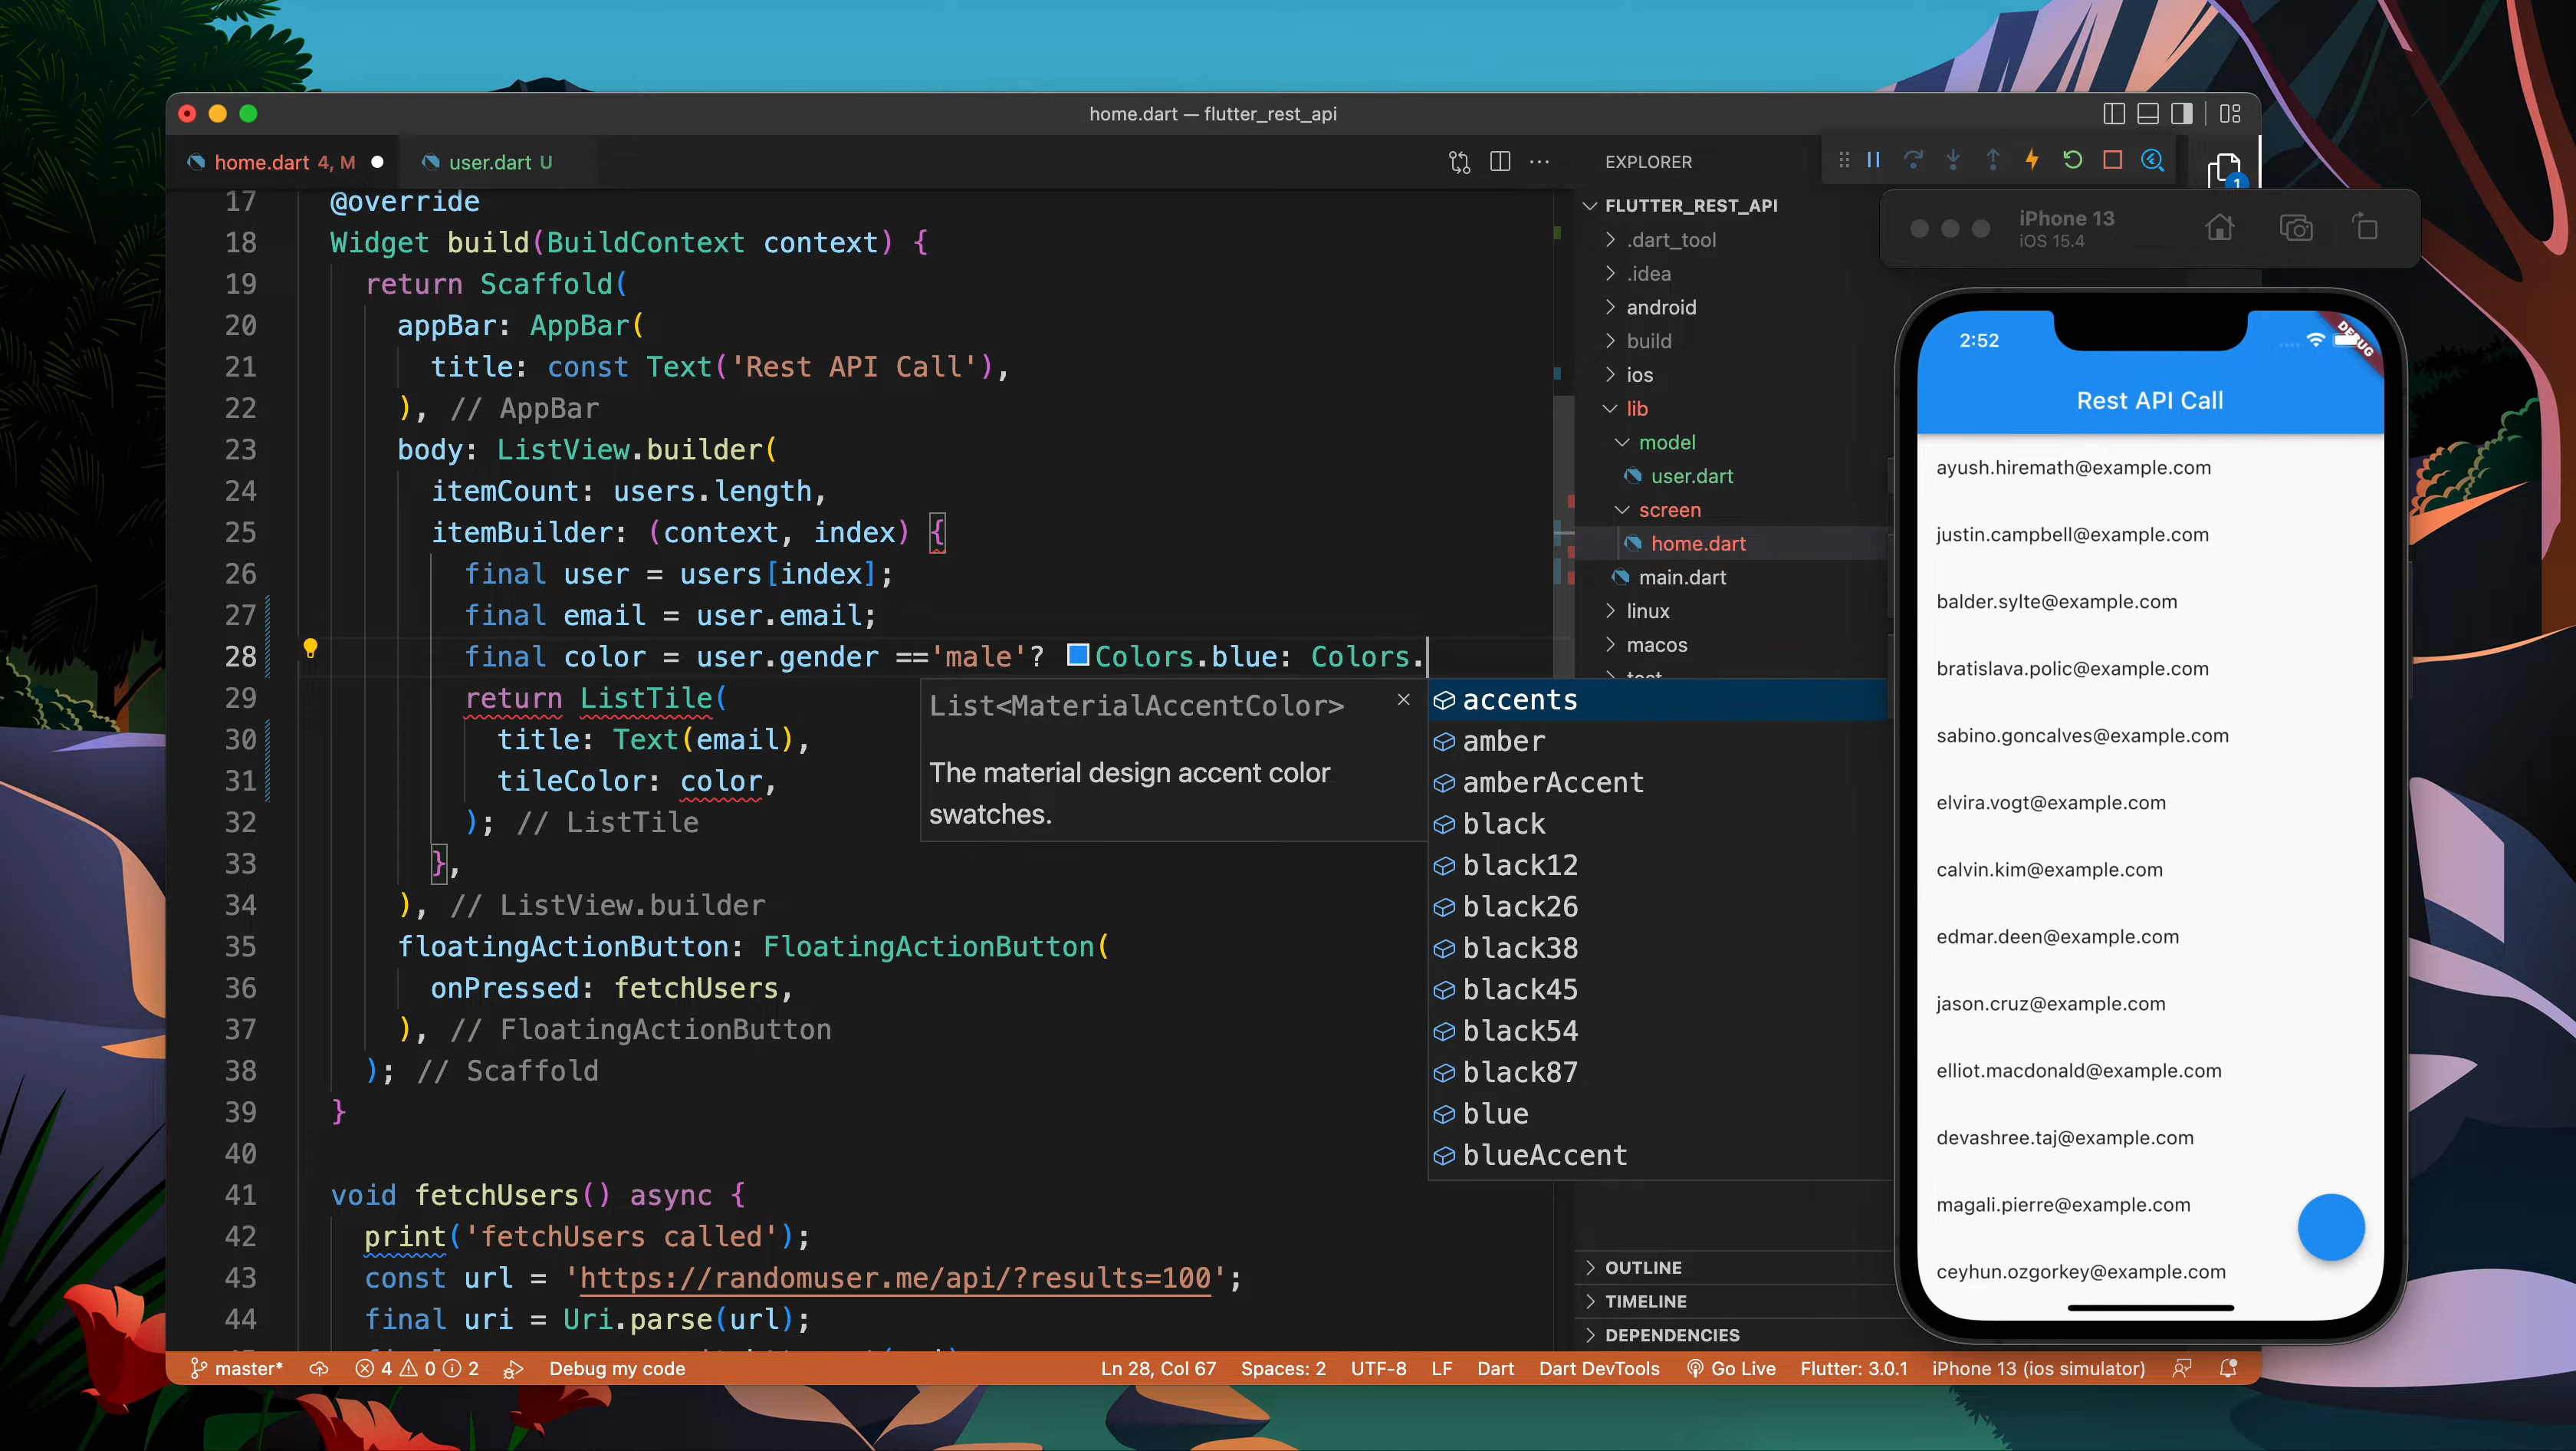 home.dart — flutter_rest_api
home.dart 4, M
user.dart U
17 @override
18 Widget build(BuildContext context) {
19 return Scaffold(
20 appBar: AppBar(
21 title: const Text('Rest API Call'),
22 ), // AppBar
23 body: ListView.builder(
24 itemCount: users.length,
25 itemBuilder: (context, index) {
26 final user = users[index];
27 final email = user.email;
28 final color = user.gender =='male'? Colors.blue: Colors.
29 return ListTile(
30 title: Text(email),
31 tileColor: color,
32 ); // ListTile
33 },
34 ), // ListView.builder
35 floatingActionButton: FloatingActionButton(
36 onPressed: fetchUsers,
37 ), // FloatingActionButton
38 ); // Scaffold
39 }
40
41 void fetchUsers() async {
42 print('fetchUsers called');
43 const url = 'https://randomuser.me/api/?results=100';
44 final uri = Uri.parse(url);
List<MaterialAccentColor>
The material design accent color
swatches.
accents
amber
amberAccent
black
black12
black26
black38
black45
black54
black87
blue
blueAccent
EXPLORER
1
FLUTTER_REST_API
.dart_tool
.idea
android
build
ios
lib
model
user.dart
screen
home.dart
main.dart
linux
macos
OUTLINE
TIMELINE
DEPENDENCIES
iPhone 13
iOS 15.4
2:52
DEBUG
Rest API Call
ayush.hiremath@example.com
justin.campbell@example.com
balder.sylte@example.com
bratislava.polic@example.com
sabino.goncalves@example.com
elvira.vogt@example.com
calvin.kim@example.com
edmar.deen@example.com
jason.cruz@example.com
elliot.macdonald@example.com
devashree.taj@example.com
magali.pierre@example.com
ceyhun.ozgorkey@example.com
master* 4 0 2 Debug my code Ln 28, Col 67 Spaces: 2 UTF-8 LF Dart Dart DevTools Go Live Flutter: 3.0.1 iPhone 13 (ios simulator)